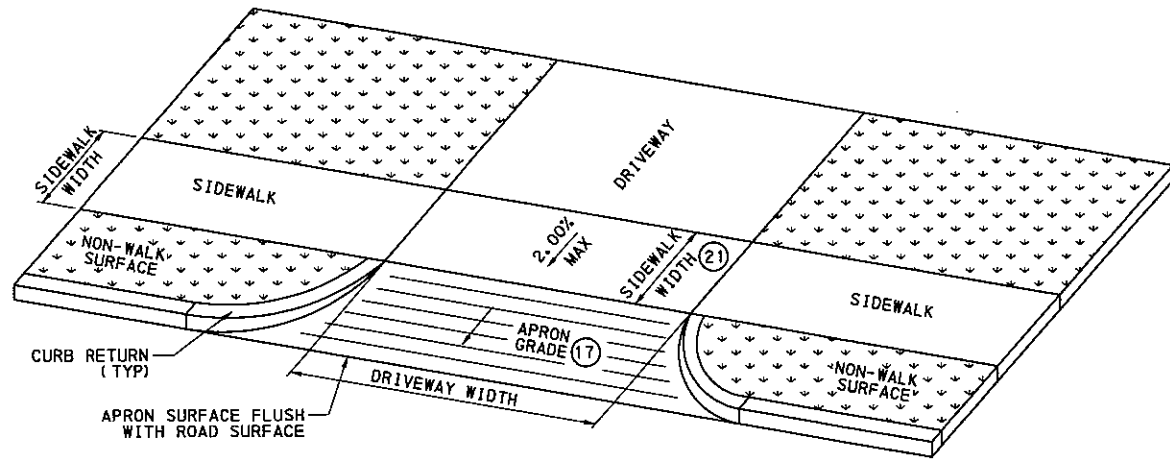 DRIVEWAY
SIDEWALK
WIDTH
SIDEWALK
2.00%
MAX
SIDEWALK
WIDTH 21
NON-WALK
SURFACE
SIDEWALK
APRON
GRADE 17
CURB RETURN
(TYP)
DRIVEWAY WIDTH
NON-WALK
SURFACE
APRON SURFACE FLUSH
WITH ROAD SURFACE